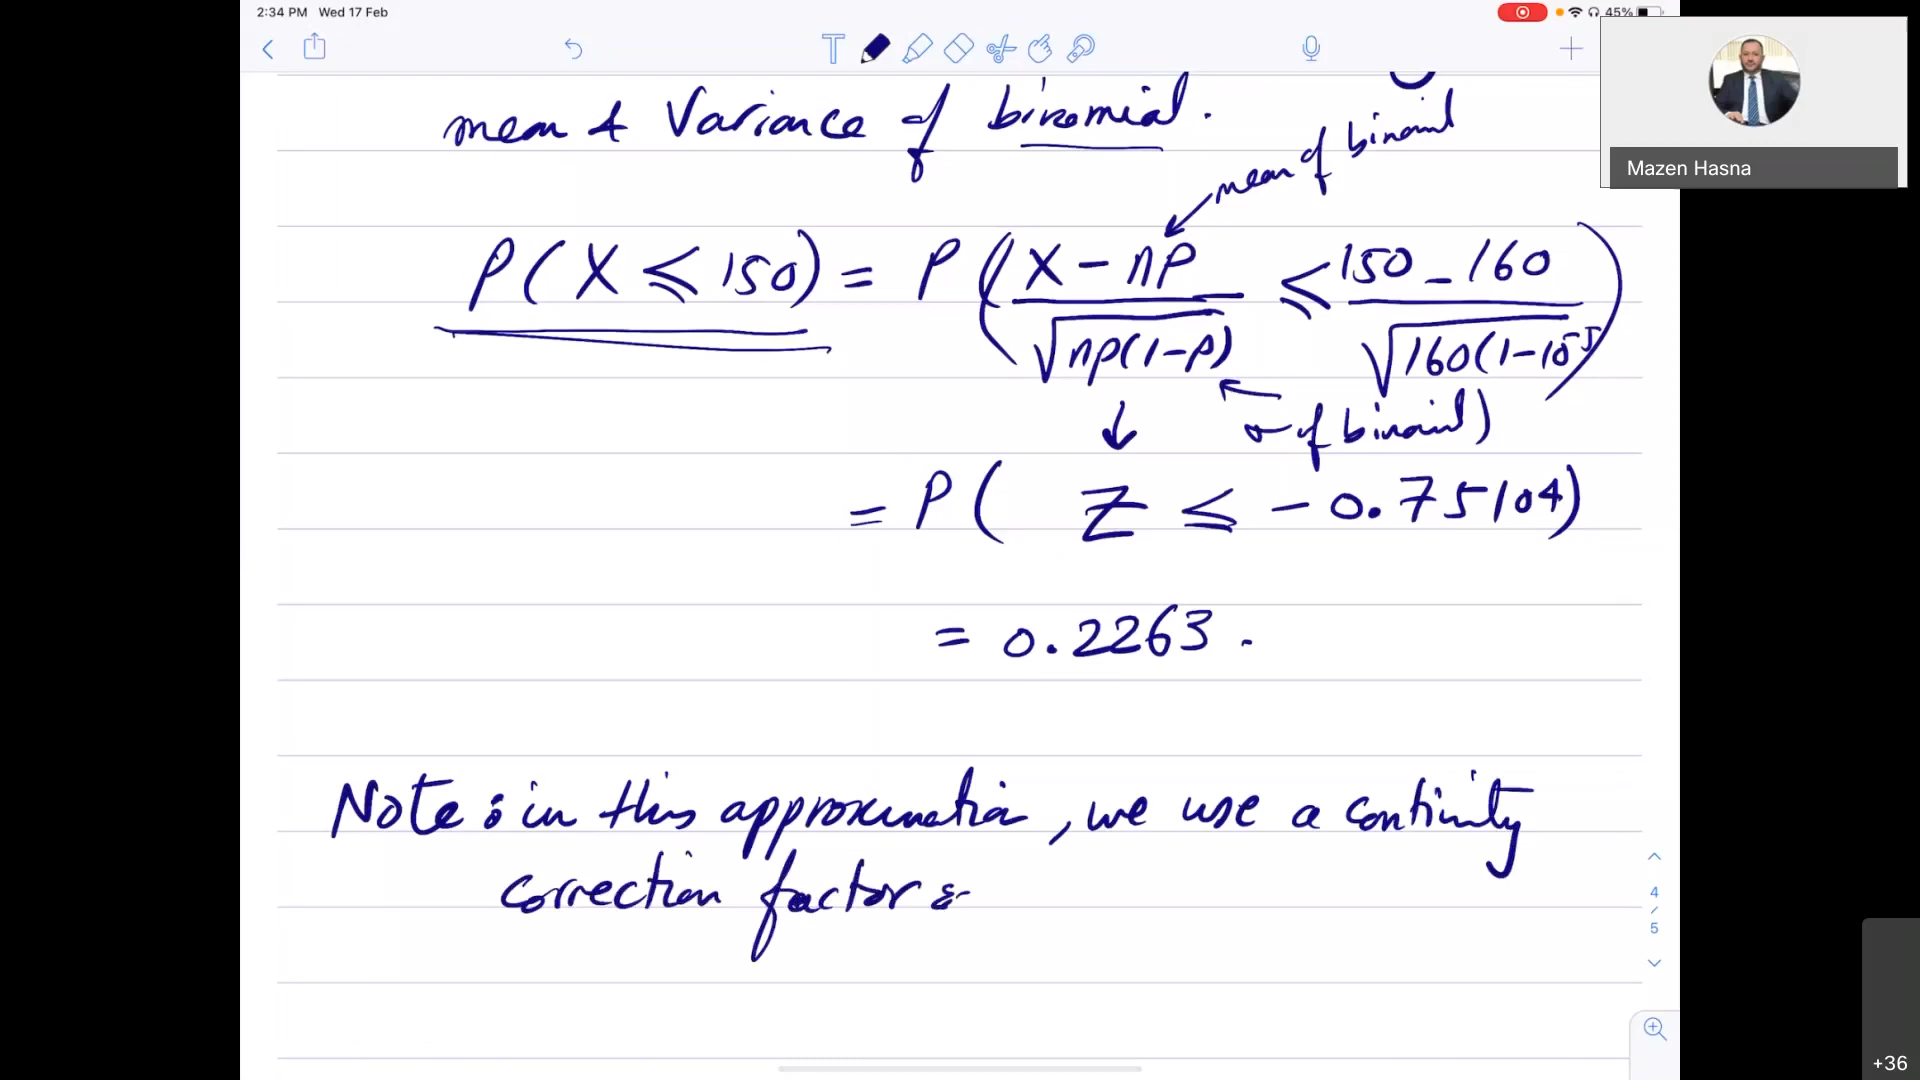 2:34 PM Wed 17 Feb
45%
Mazen Hasna
mean & Variance of binomial.
mean of binomial
P(X ≤ 150) = P( (X - np)/√(np(1-p)) ≤ (150 - 160)/√(160(1-10⁻⁵)) )
σ of binomial)
= P( Z ≤ -0.75104)
= 0.2263.
Note: in this approximation, we use a continuity
correction factor:
4/5
+36